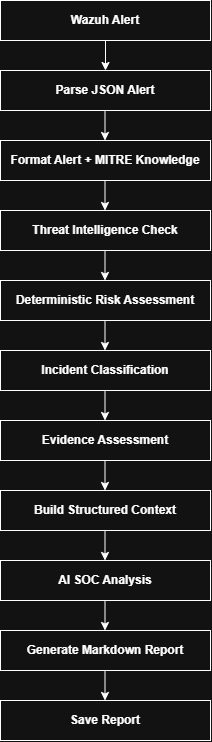 Wazuh Alert
Parse JSON Alert
Format Alert + MITRE Knowledge
Threat Intelligence Check
Deterministic Risk Assessment
Incident Classification
Evidence Assessment
Build Structured Context
AI SOC Analysis
Generate Markdown Report
Save Report